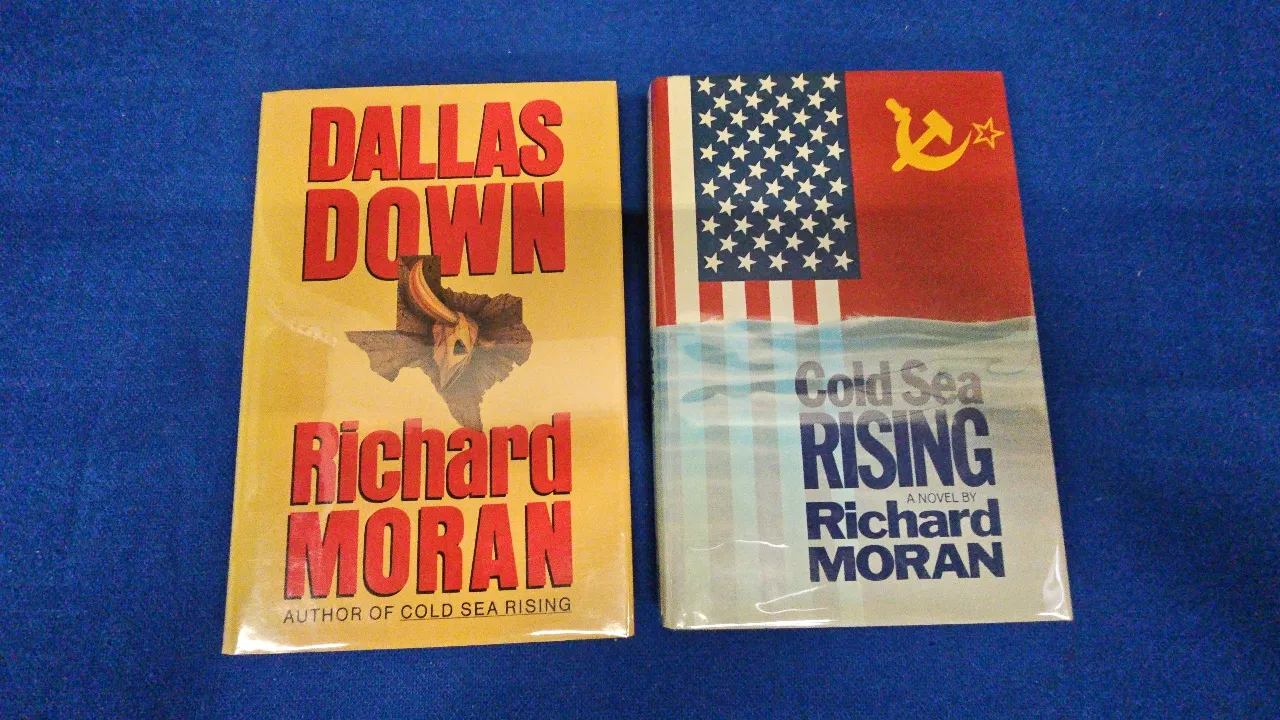 DALLAS
DOWN
Richard
MORAN
AUTHOR OF COLD SEA RISING
Cold Sea
RISING
A NOVEL BY
Richard
MORAN